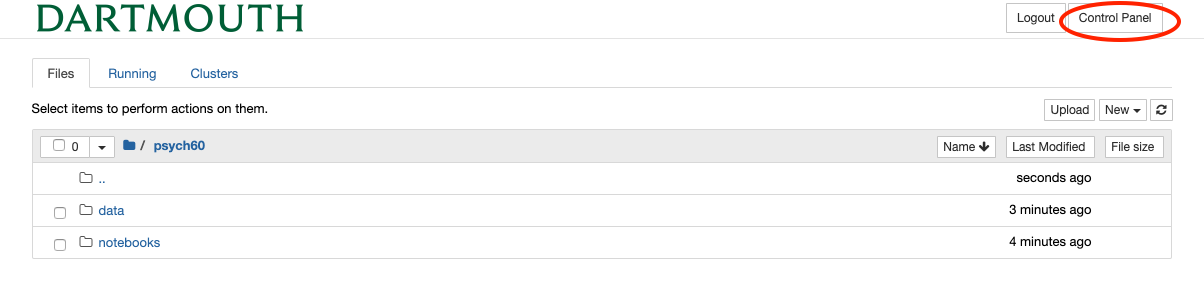 DARTMOUTH
Logout Control Panel
Files Running Clusters
Select items to perform actions on them.
Upload New
0 / psych60 Name Last Modified File size
.. seconds ago
data 3 minutes ago
notebooks 4 minutes ago